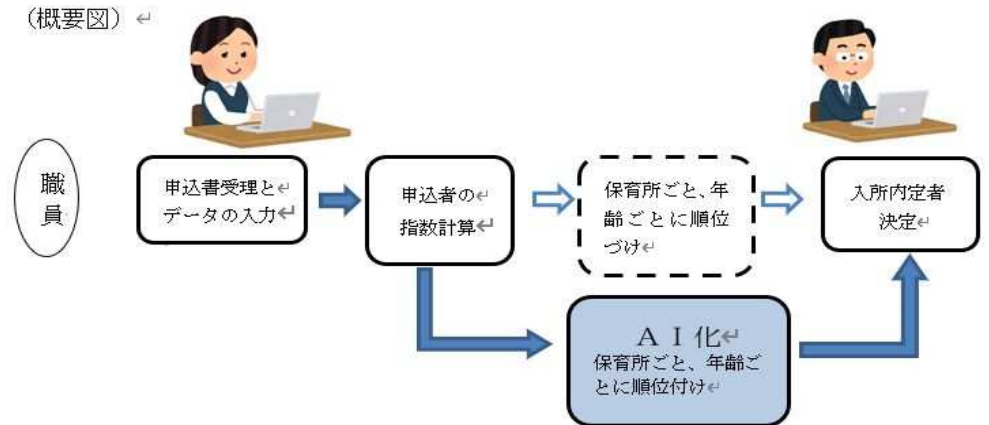 （概要図）
職
員
申込書受理と
データの入力
申込者の
指数計算
保育所ごと、年
齢ごとに順位
づけ
入所内定者
決定
ＡＩ化
保育所ごと、年齢ご
とに順位付け